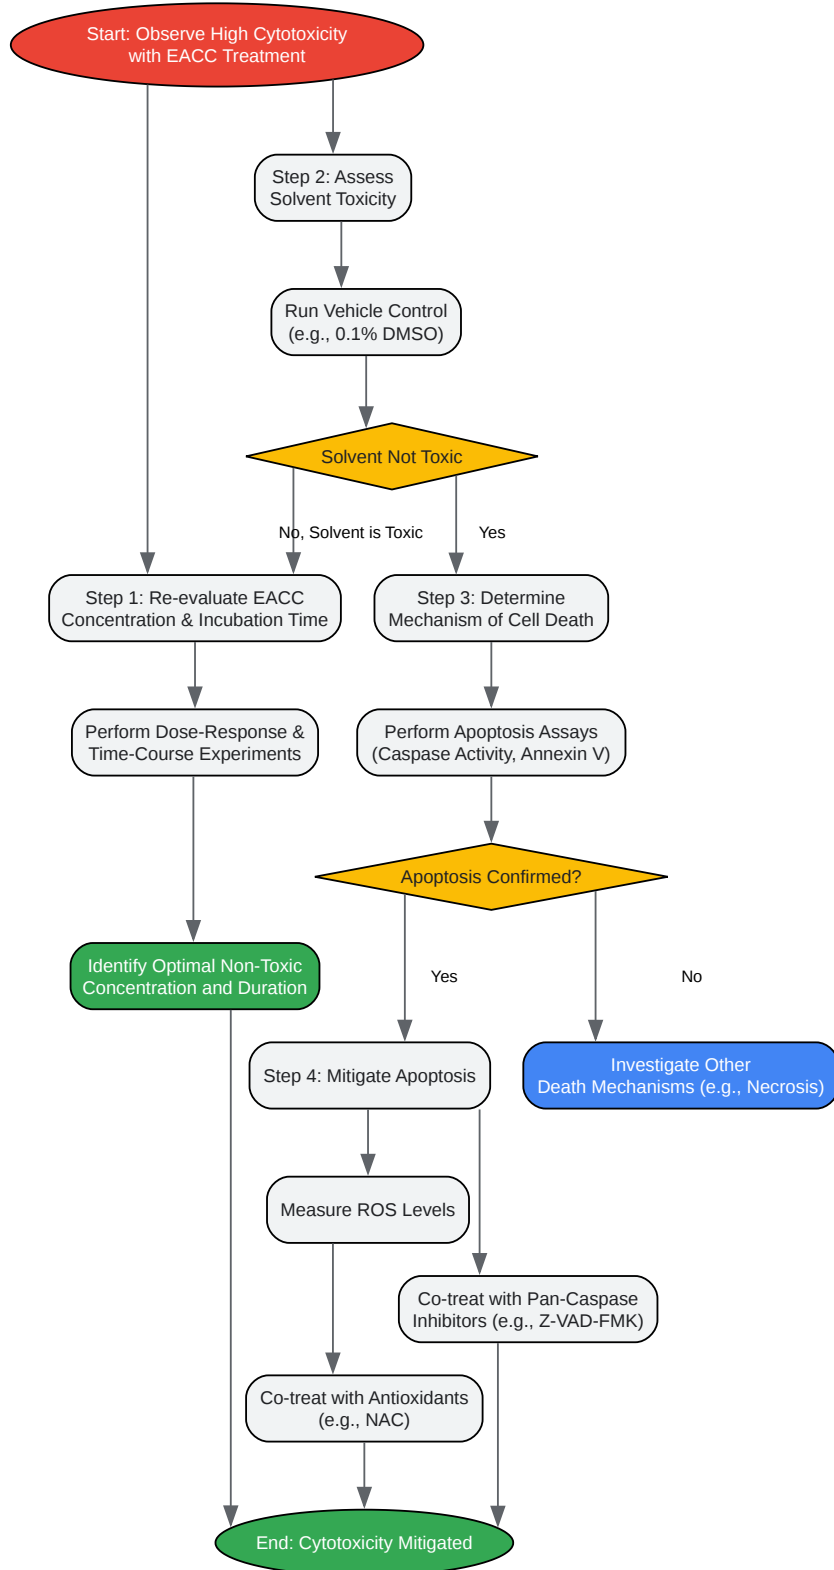 Start: Observe High Cytotoxicity
with EACC Treatment
Step 2: Assess
Solvent Toxicity
Run Vehicle Control
(e.g., 0.1% DMSO)
Solvent Not Toxic
No, Solvent is Toxic
Yes
Step 1: Re-evaluate EACC
Concentration & Incubation Time
Step 3: Determine
Mechanism of Cell Death
Perform Dose-Response &
Time-Course Experiments
Perform Apoptosis Assays
(Caspase Activity, Annexin V)
Apoptosis Confirmed?
Identify Optimal Non-Toxic
Concentration and Duration
Yes
No
Step 4: Mitigate Apoptosis
Investigate Other
Death Mechanisms (e.g., Necrosis)
Measure ROS Levels
Co-treat with Pan-Caspase
Inhibitors (e.g., Z-VAD-FMK)
Co-treat with Antioxidants
(e.g., NAC)
End: Cytotoxicity Mitigated